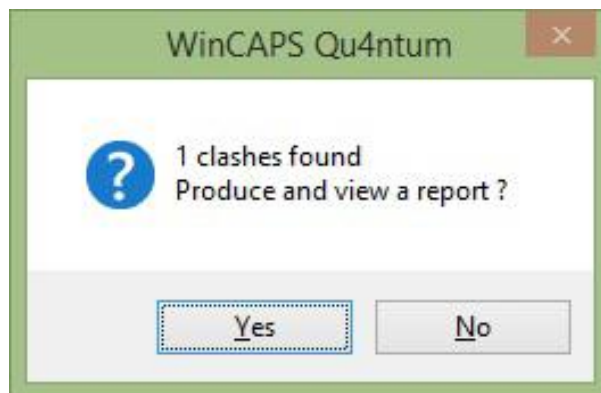 WinCAPS Qu4ntum
1 clashes found
Produce and view a report ?
Yes
No